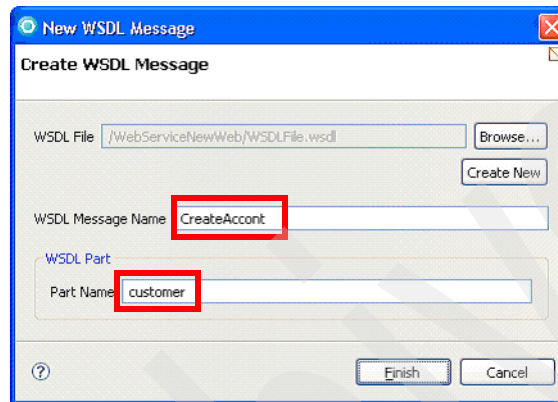 New WSDL Message
Create WSDL Message
WSDL File /WebServiceNewWeb/WSDLFile.wsdl Browse...
Create New
WSDL Message Name CreateAccont
WSDL Part
Part Name customer
? Finish Cancel